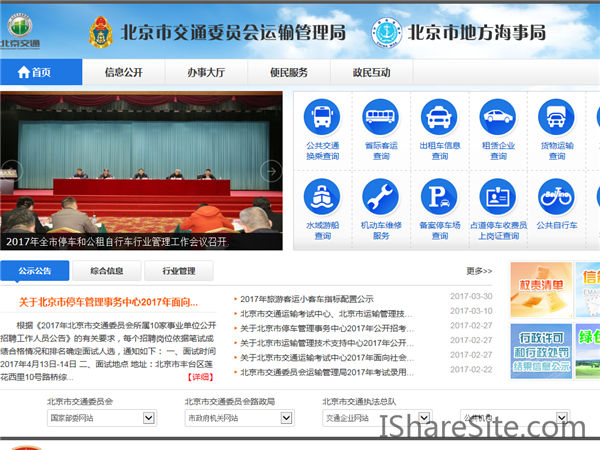 北京交通
北京市交通委员会运输管理局
北京市地方海事局
首页
信息公开
办事大厅
便民服务
政民互动
2017年全市停车和公租自行车行业管理工作会议召开
公共交通
换乘查询
省际客运
查询
出租车信息
查询
租赁企业
查询
货物运输
查询
水域游船
查询
机动车维修
服务
备案停车场
查询
占道停车收费员
上岗证查询
公共自行车
公示公告
综合信息
行业管理
更多>>
关于北京市停车管理事务中心2017年面向...
根据《2017年北京市交通委员会所属10家事业单位公开
招聘工作人员公告》的有关要求，每个招聘岗位依据笔试成
绩合格情况和排名确定面试人选，通知如下： 一、面试时间
2017年4月13日-14日 二、面试地点 地址：北京市丰台区莲
花西里10号路桥综...
【详细】
2017年旅游客运小客车指标配置公示
2017-03-30
北京市交通运输考试中心、北京市运输管理技...
2017-03-10
关于北京市停车管理事务中心2017年公开招考...
2017-02-27
关于北京市运输管理技术支持中心2017年公开...
2017-02-27
关于北京市交通运输考试中心2017年面向社会...
2017-02-27
北京市交通委员会运输管理局2017年考试录用...
2017-02-22
权责清单
行政许可
和行政处罚
结果信息公示
信
绿色
北京市交通委员会
北京市交通委员会路政局
北京市交通执法总队
国家部委网站
市政府机关网站
交通企业网站
公共机构
IShareSite.com